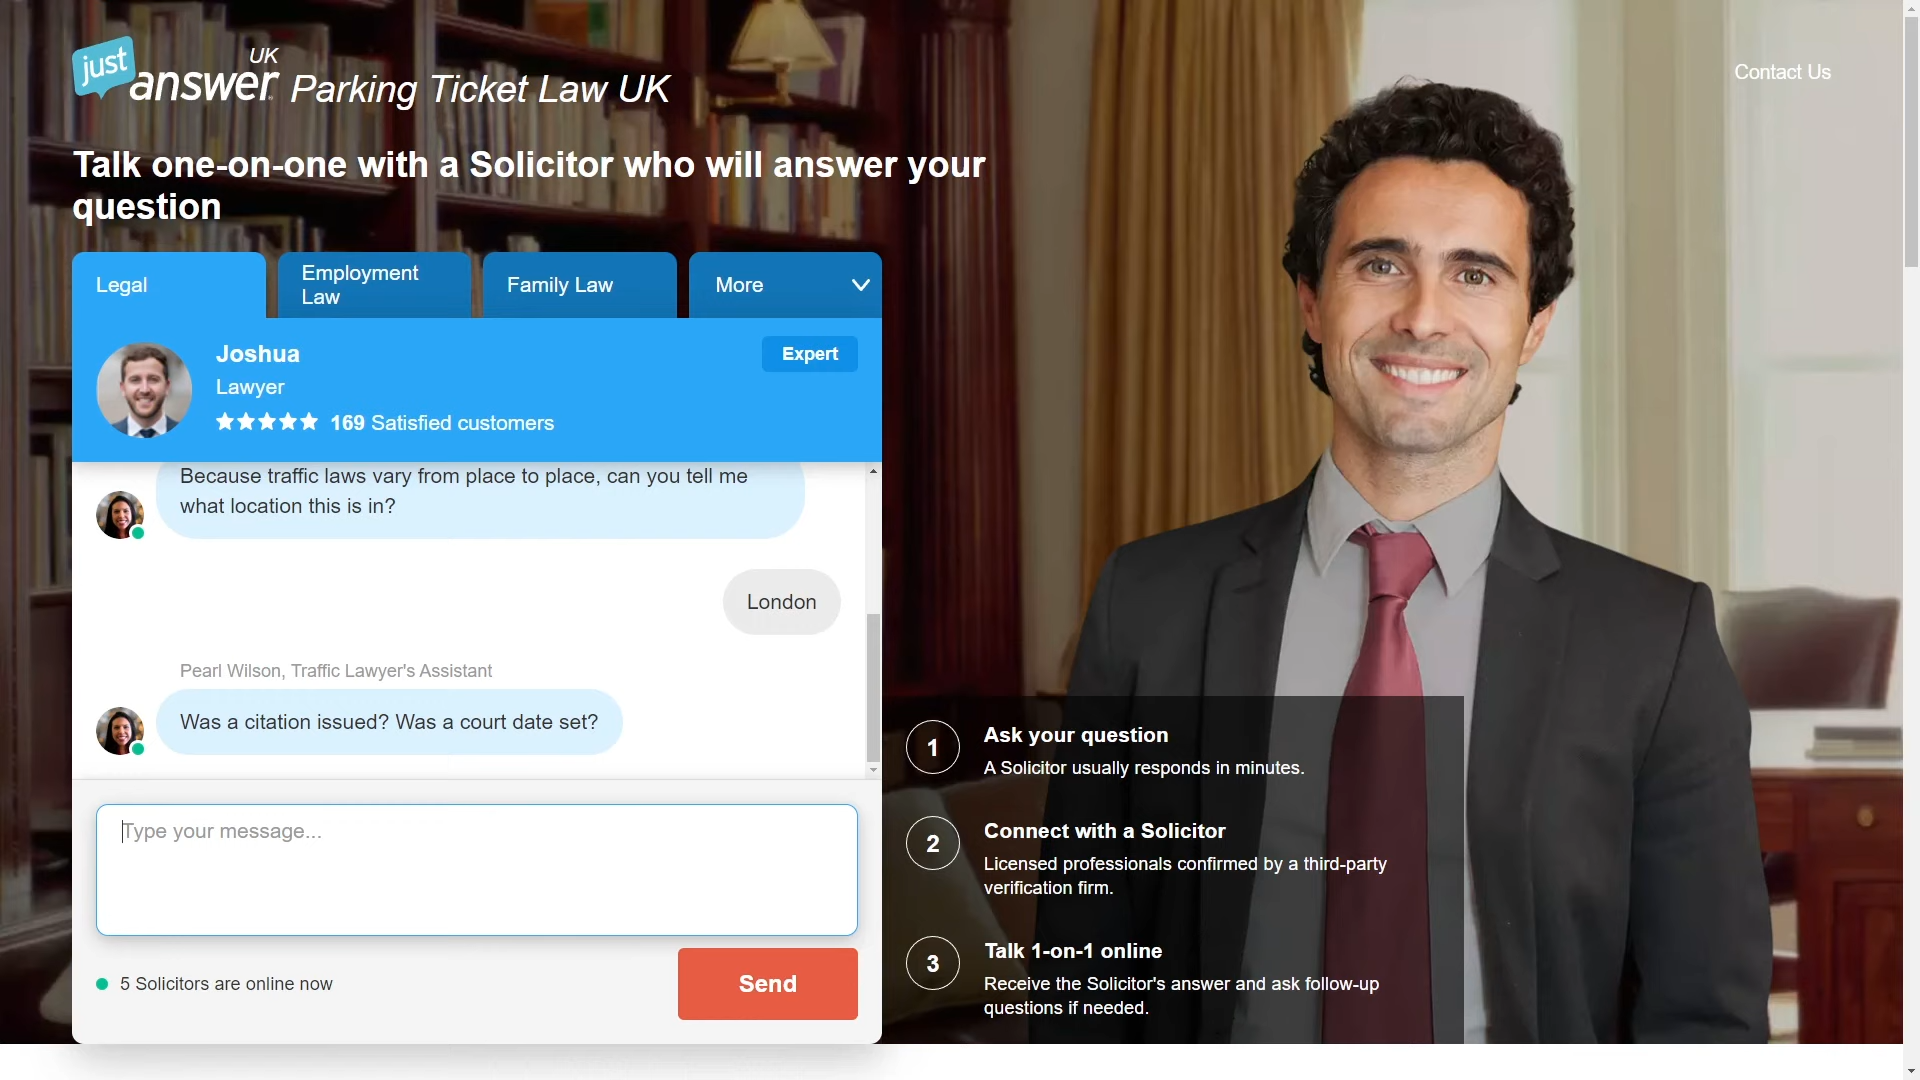 just
answer
UK
Parking Ticket Law UK
Contact Us
Talk one-on-one with a Solicitor who will answer your
question
Legal
Employment
Law
Family Law
More
Joshua
Expert
Lawyer
169 Satisfied customers
Because traffic laws vary from place to place, can you tell me
what location this is in?
London
Pearl Wilson, Traffic Lawyer's Assistant
Was a citation issued? Was a court date set?
Type your message...
5 Solicitors are online now
Send
1
Ask your question
A Solicitor usually responds in minutes.
2
Connect with a Solicitor
Licensed professionals confirmed by a third-party
verification firm.
3
Talk 1-on-1 online
Receive the Solicitor's answer and ask follow-up
questions if needed.